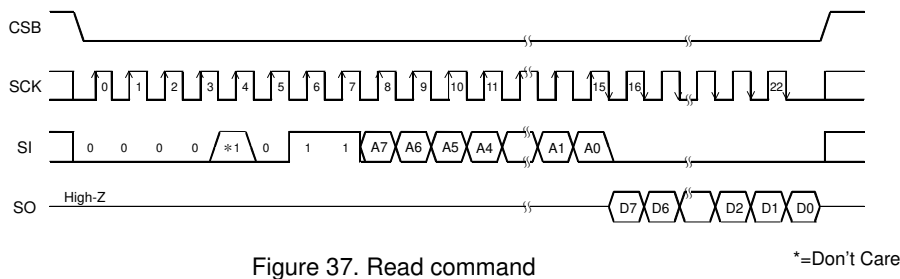 CSB
SCK 0 1 2 3 4 5 6 7 8 9 10 11 15 16 22
SI 0 0 0 0 *1 0 1 1 A7 A6 A5 A4 A1 A0
SO High-Z D7 D6 D2 D1 D0
*=Don't Care
Figure 37. Read command